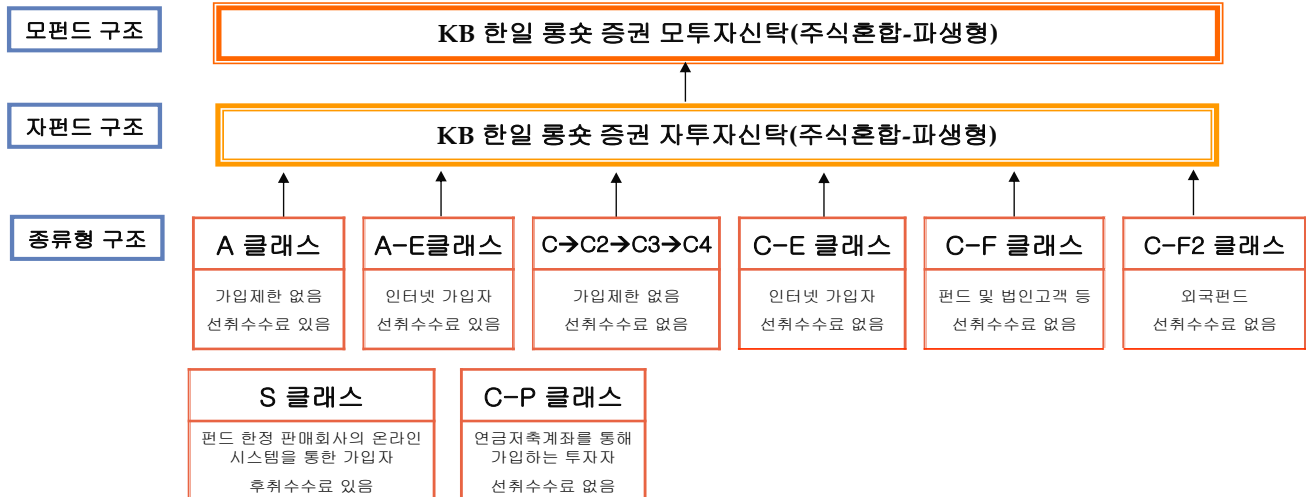 모펀드 구조
KB 한일 롱숏 증권 모투자신탁(주식혼합-파생형)
자펀드 구조
KB 한일 롱숏 증권 자투자신탁(주식혼합-파생형)
종류형 구조
A 클래스
가입제한 없음
선취수수료 있음
A-E클래스
인터넷 가입자
선취수수료 있음
C→C2→C3→C4
가입제한 없음
선취수수료 없음
C-E 클래스
인터넷 가입자
선취수수료 없음
C-F 클래스
펀드 및 법인고객 등
선취수수료 없음
C-F2 클래스
외국펀드
선취수수료 없음
S 클래스
펀드 한정 판매회사의 온라인
시스템을 통한 가입자
후취수수료 있음
C-P 클래스
연금저축계좌를 통해
가입하는 투자자
선취수수료 없음